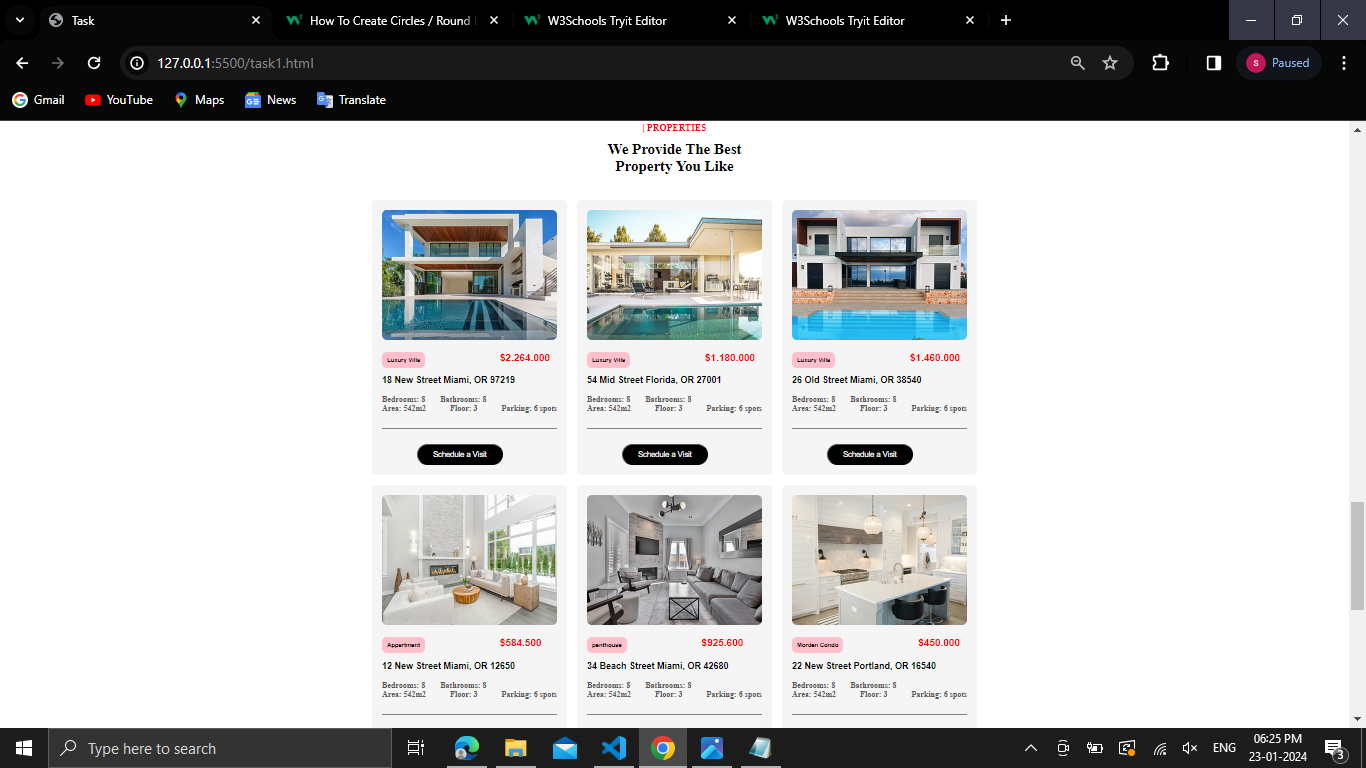 Task
How To Create Circles / Round
W3Schools Tryit Editor
W3Schools Tryit Editor
127.0.0.1:5500/task1.html
S
Paused
Gmail
YouTube
Maps
News
Translate
| PROPERTIES
We Provide The Best
Property You Like
Luxury Villa $2.264.000
18 New Street Miami, OR 97219
Bedrooms: 8 Bathrooms: 8
Area: 542m2 Floor: 3 Parking: 6 spots
Schedule a Visit
Luxury Villa $1.180.000
54 Mid Street Florida, OR 27001
Bedrooms: 8 Bathrooms: 8
Area: 542m2 Floor: 3 Parking: 6 spots
Schedule a Visit
Luxury Villa $1.460.000
26 Old Street Miami, OR 38540
Bedrooms: 8 Bathrooms: 8
Area: 542m2 Floor: 3 Parking: 6 spots
Schedule a Visit
Appartment $584.500
12 New Street Miami, OR 12650
Bedrooms: 8 Bathrooms: 8
Area: 542m2 Floor: 3 Parking: 6 spots
penthouse $925.600
34 Beach Street Miami, OR 42680
Bedrooms: 8 Bathrooms: 8
Area: 542m2 Floor: 3 Parking: 6 spots
Morden Condo $450.000
22 New Street Portland, OR 16540
Bedrooms: 8 Bathrooms: 8
Area: 542m2 Floor: 3 Parking: 6 spots
Type here to search
ENG
06:25 PM
23-01-2024
3